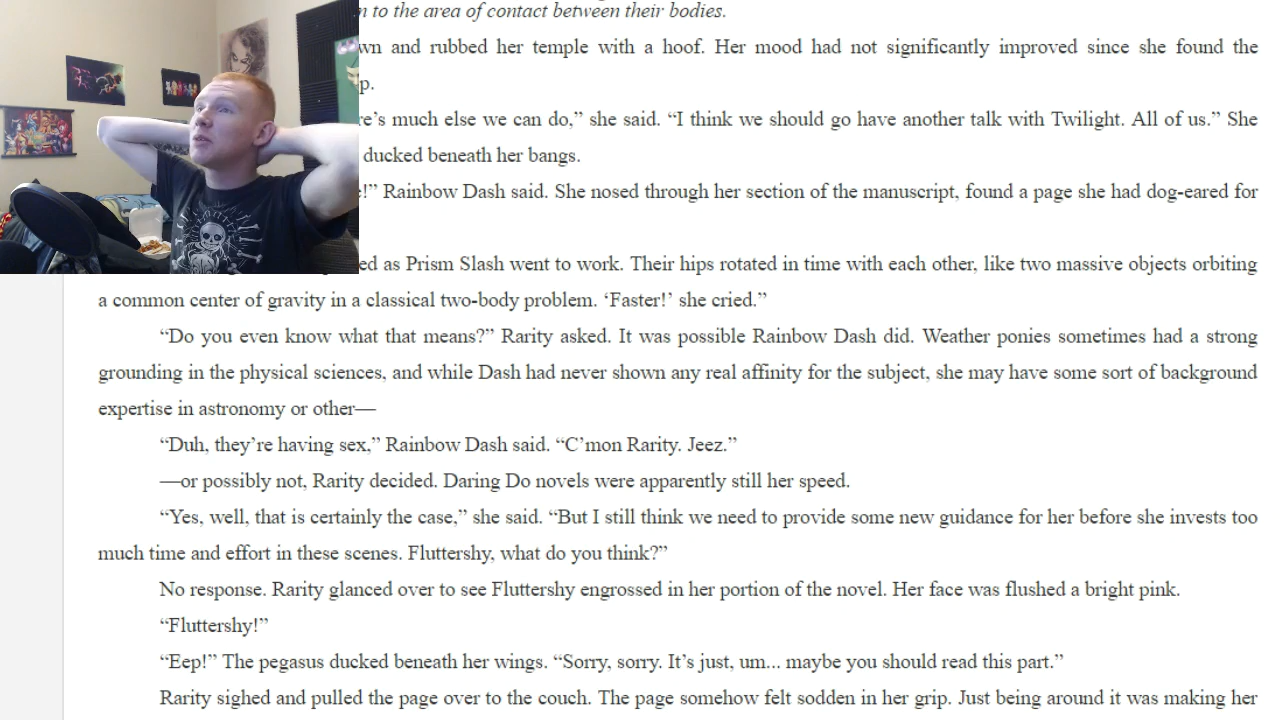 n to the area of contact between their bodies.
wn and rubbed her temple with a hoof. Her mood had not significantly improved since she found the
p.
re’s much else we can do,” she said. “I think we should go have another talk with Twilight. All of us.” She
ducked beneath her bangs.
!” Rainbow Dash said. She nosed through her section of the manuscript, found a page she had dog-eared for
ed as Prism Slash went to work. Their hips rotated in time with each other, like two massive objects orbiting
a common center of gravity in a classical two-body problem. ‘Faster!’ she cried.”
“Do you even know what that means?” Rarity asked. It was possible Rainbow Dash did. Weather ponies sometimes had a strong
grounding in the physical sciences, and while Dash had never shown any real affinity for the subject, she may have some sort of background
expertise in astronomy or other—
“Duh, they’re having sex,” Rainbow Dash said. “C’mon Rarity. Jeez.”
—or possibly not, Rarity decided. Daring Do novels were apparently still her speed.
“Yes, well, that is certainly the case,” she said. “But I still think we need to provide some new guidance for her before she invests too
much time and effort in these scenes. Fluttershy, what do you think?”
No response. Rarity glanced over to see Fluttershy engrossed in her portion of the novel. Her face was flushed a bright pink.
“Fluttershy!”
“Eep!” The pegasus ducked beneath her wings. “Sorry, sorry. It’s just, um... maybe you should read this part.”
Rarity sighed and pulled the page over to the couch. The page somehow felt sodden in her grip. Just being around it was making her